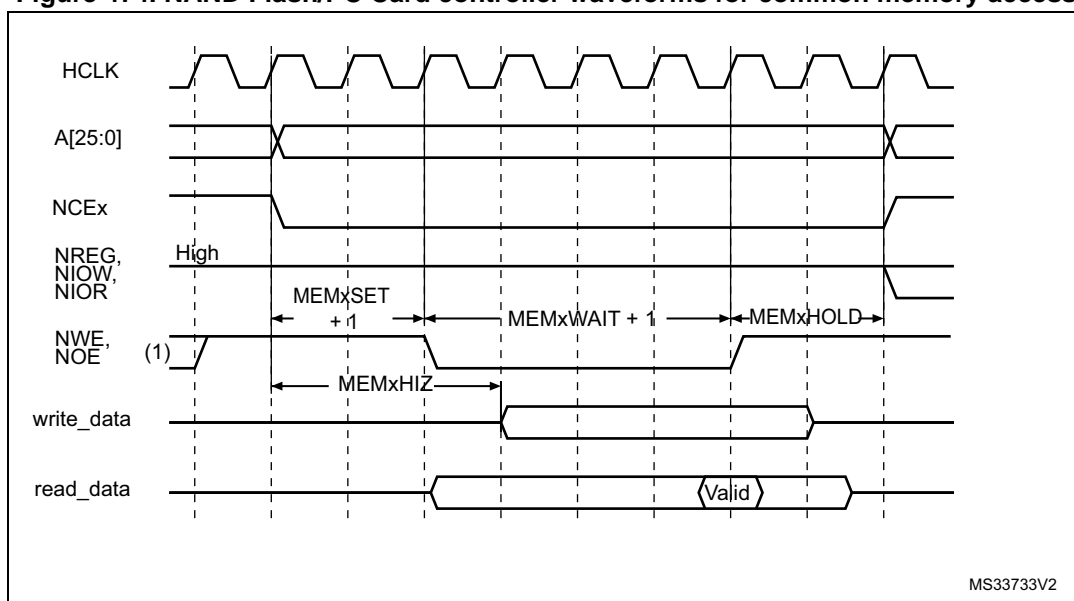 HCLK
A[25:0]
NCEx
NREG,
NIOW,
NIOR
High
MEMxSET
+ 1
MEMxWAIT + 1
MEMxHOLD
NWE,
NOE
(1)
MEMxHIZ
write_data
read_data
Valid
MS33733V2